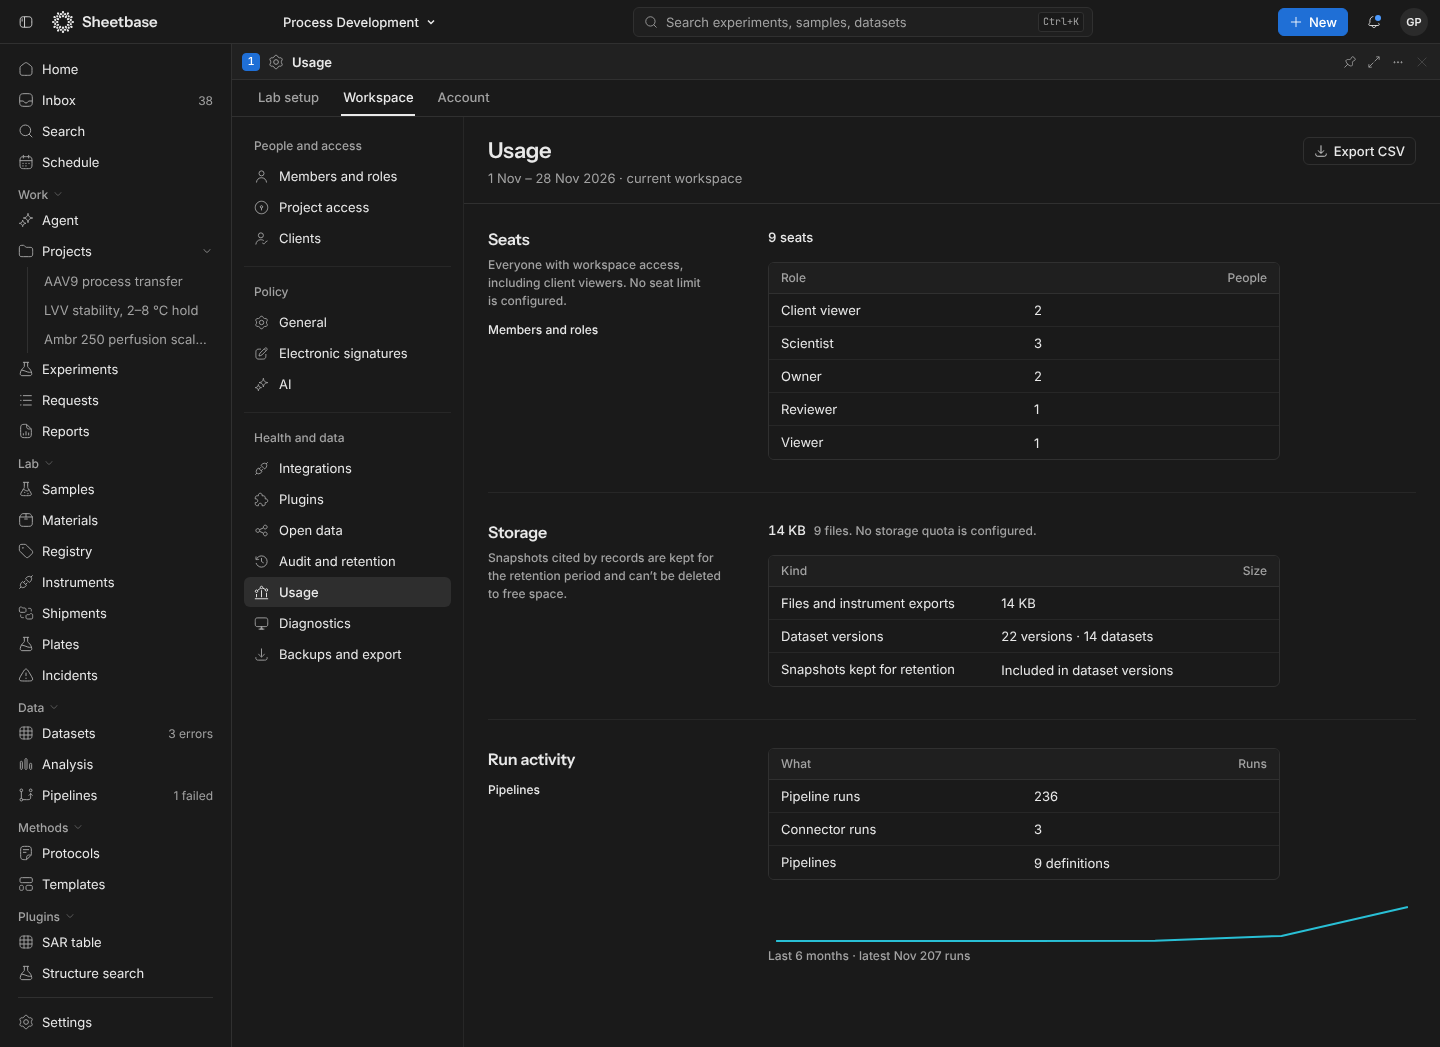 Sheetbase
Process Development
Search experiments, samples, datasets
Ctrl+K
New
GP
Home
Inbox 38
Search
Schedule
Work
Agent
Projects
AAV9 process transfer
LVV stability, 2–8 °C hold
Ambr 250 perfusion scal...
Experiments
Requests
Reports
Lab
Samples
Materials
Registry
Instruments
Shipments
Plates
Incidents
Data
Datasets 3 errors
Analysis
Pipelines 1 failed
Methods
Protocols
Templates
Plugins
SAR table
Structure search
Settings
1 Usage
Lab setup Workspace Account
People and access
Members and roles
Project access
Clients
Policy
General
Electronic signatures
AI
Health and data
Integrations
Plugins
Open data
Audit and retention
Usage
Diagnostics
Backups and export
Usage
1 Nov – 28 Nov 2026 · current workspace
Export CSV
Seats
Everyone with workspace access,
including client viewers. No seat limit
is configured.
Members and roles
9 seats
Role People
Client viewer 2
Scientist 3
Owner 2
Reviewer 1
Viewer 1
Storage
Snapshots cited by records are kept for
the retention period and can’t be deleted
to free space.
14 KB 9 files. No storage quota is configured.
Kind Size
Files and instrument exports 14 KB
Dataset versions 22 versions · 14 datasets
Snapshots kept for retention Included in dataset versions
Run activity
Pipelines
What Runs
Pipeline runs 236
Connector runs 3
Pipelines 9 definitions
Last 6 months · latest Nov 207 runs